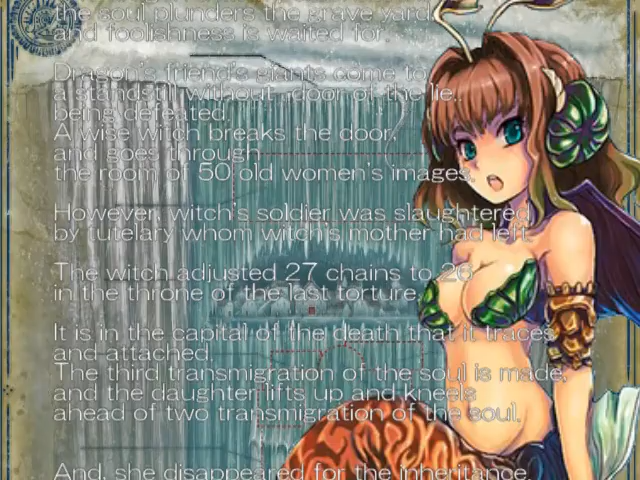 the soul plunders the grave yard,
and foolishness is waited for.
Dragon's friend's giants come to
a standstill without door of the lie,
being defeated.
A wise witch breaks the door,
and goes through
the room of 50 old women's images.
However, witch's soldier was slaughtered
by tutelary whom witch's mother had left.
The witch adjusted 27 chains to 26
in the throne of the last torture.
It is in the capital of the death that it traces
and attached.
The third transmigration of the soul is made,
and the daughter lifts up and kneels
ahead of two transmigration of the soul.
And, she disappeared for the inheritance.